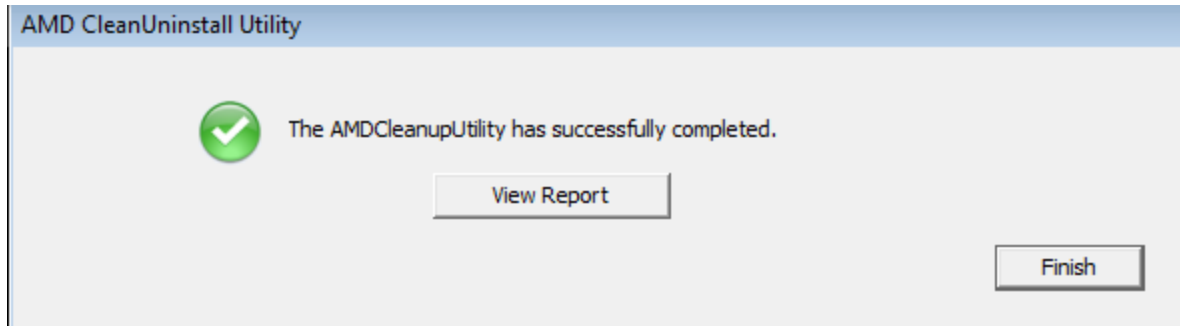 AMD CleanUninstall Utility
The AMDCleanupUtility has successfully completed.
View Report
Finish